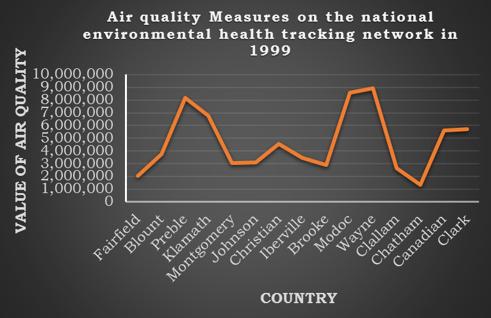 Air quality Measures on the national
environmental health tracking network in
1999
VALUE OF AIR QUALITY
10,000,000
9,000,000
8,000,000
7,000,000
6,000,000
5,000,000
4,000,000
3,000,000
2,000,000
1,000,000
0
Fairfield
Blount
Preble
Klamath
Montgomery
Johnson
Christian
Iberville
Brooke
Modoc
Wayne
Clallam
Chatham
Canadian
Clark
COUNTRY